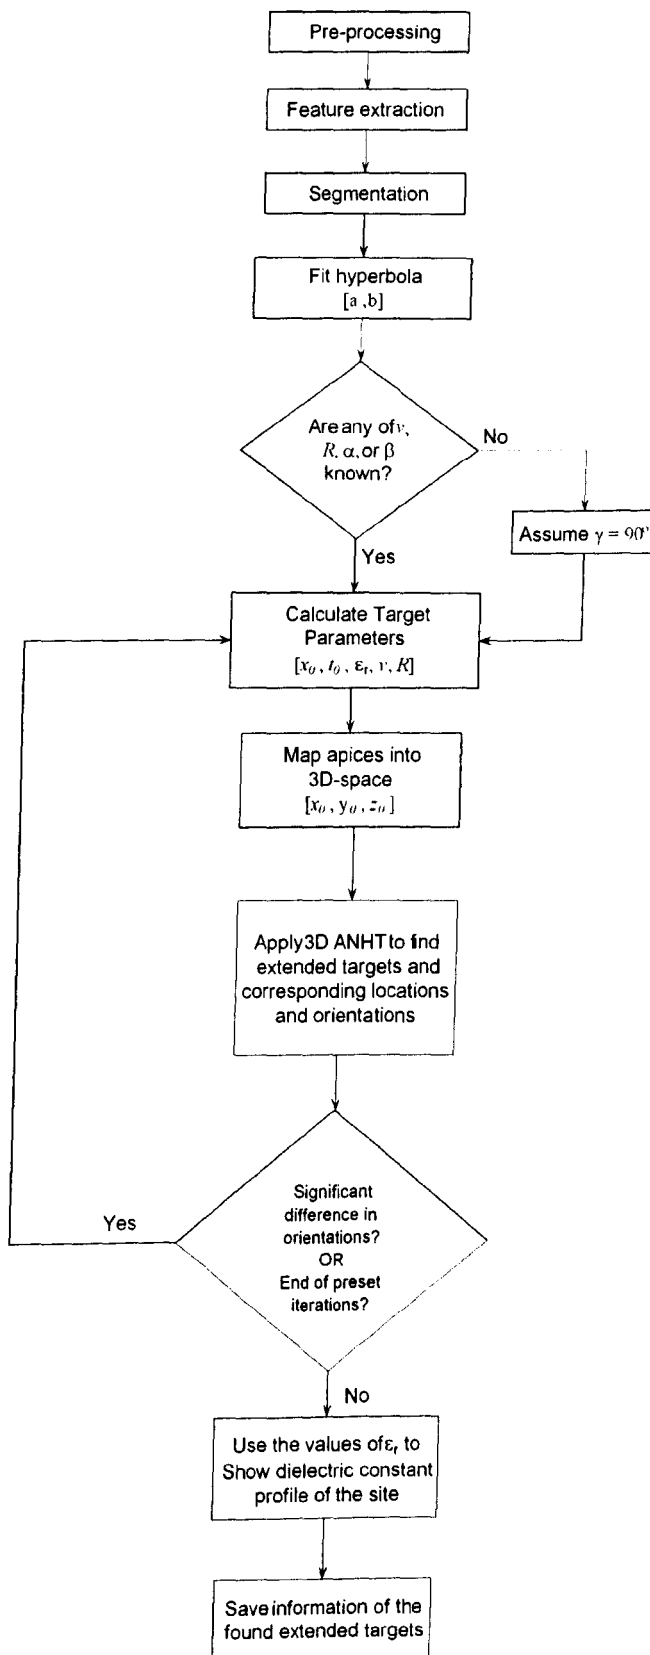 Pre-processing
Feature extraction
Segmentation
Fit hyperbola
[a ,b]
Are any of v,
R, α, or β
known?
No
Assume γ = 90°
Yes
Calculate Target
Parameters
[x₀ , t₀ , εᵣ, v, R]
Map apices into
3D-space
[x₀ , y₀ , z₀ ]
Apply 3D ANHT to find
extended targets and
corresponding locations
and orientations
Significant
difference in
orientations?
OR
End of preset
iterations?
Yes
No
Use the values of εᵣ to
Show dielectric constant
profile of the site
Save information of the
found extended targets